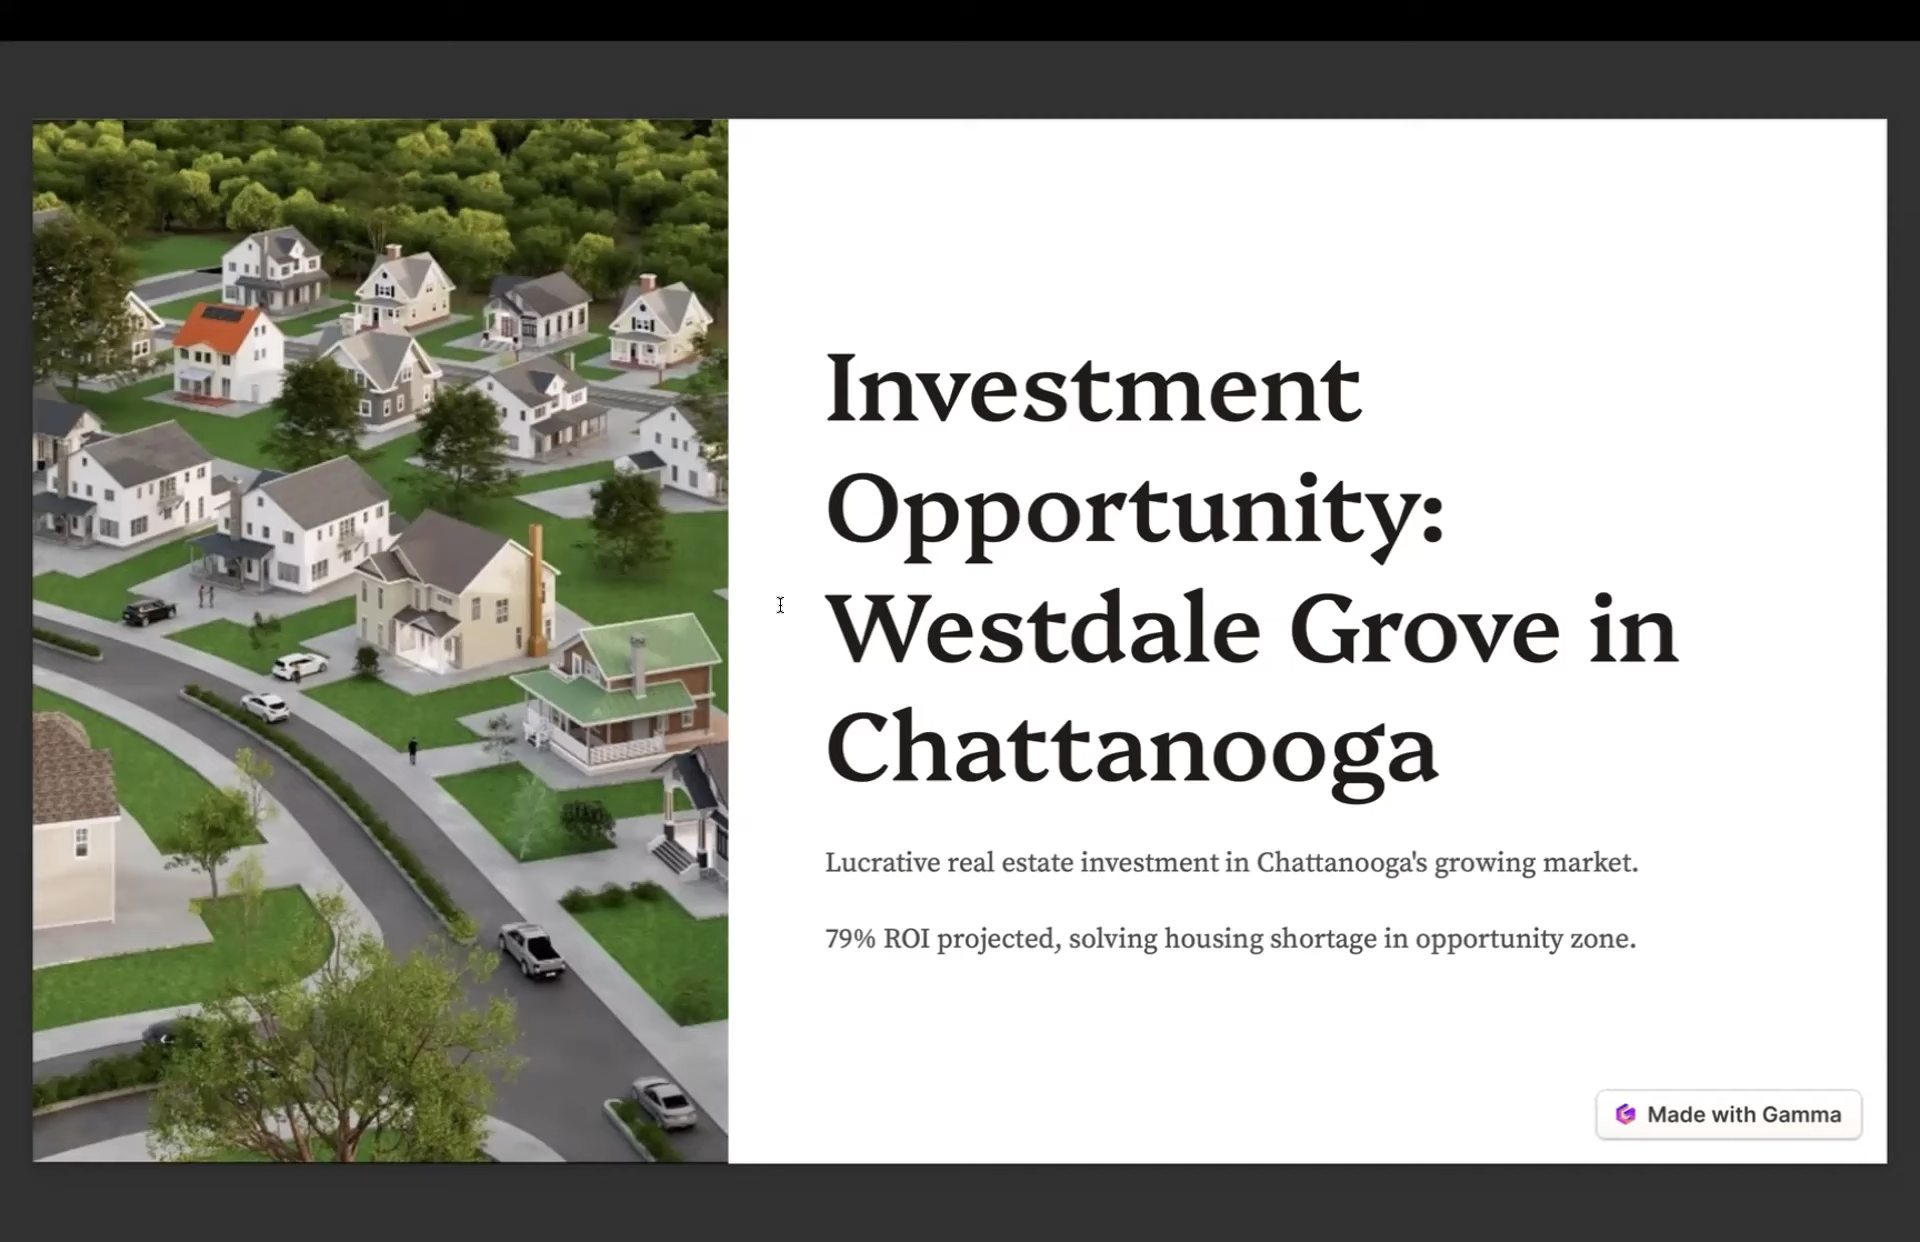 Investment
Opportunity:
Westdale Grove in
Chattanooga
Lucrative real estate investment in Chattanooga's growing market.
79% ROI projected, solving housing shortage in opportunity zone.
Made with Gamma